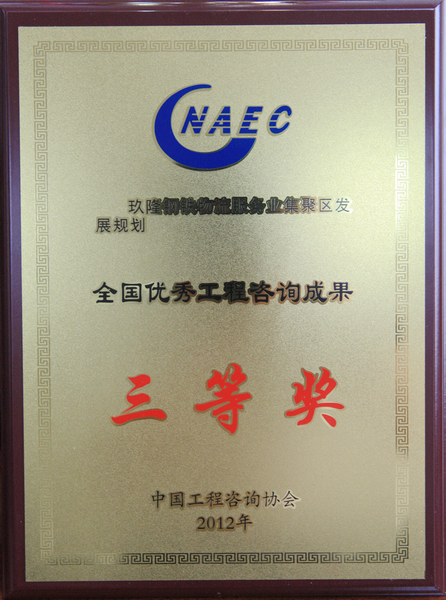 CNAEC
玖隆钢铁物流服务业集聚区发
展规划
全国优秀工程咨询成果
三等奖
中国工程咨询协会
2012年